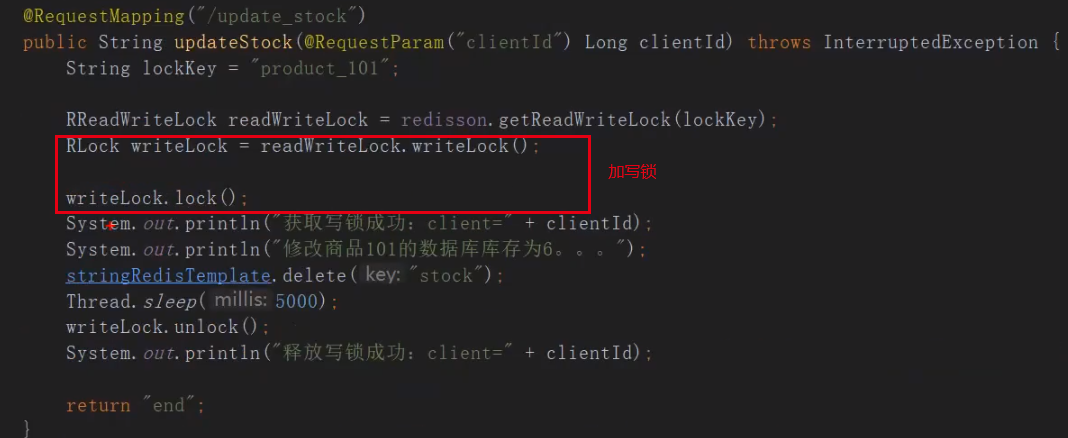 @RequestMapping("/update_stock")
public String updateStock(@RequestParam("clientId") Long clientId) throws InterruptedException {
String lockKey = "product_101";
RReadWriteLock readWriteLock = redisson.getReadWriteLock(lockKey);
RLock writeLock = readWriteLock.writeLock();
加写锁
writeLock.lock();
System.out.println("获取写锁成功：client=" + clientId);
System.out.println("修改商品101的数据库库存为6。。。");
stringRedisTemplate.delete( key: "stock");
Thread.sleep( millis: 5000);
writeLock.unlock();
System.out.println("释放写锁成功：client=" + clientId);
return "end";
}